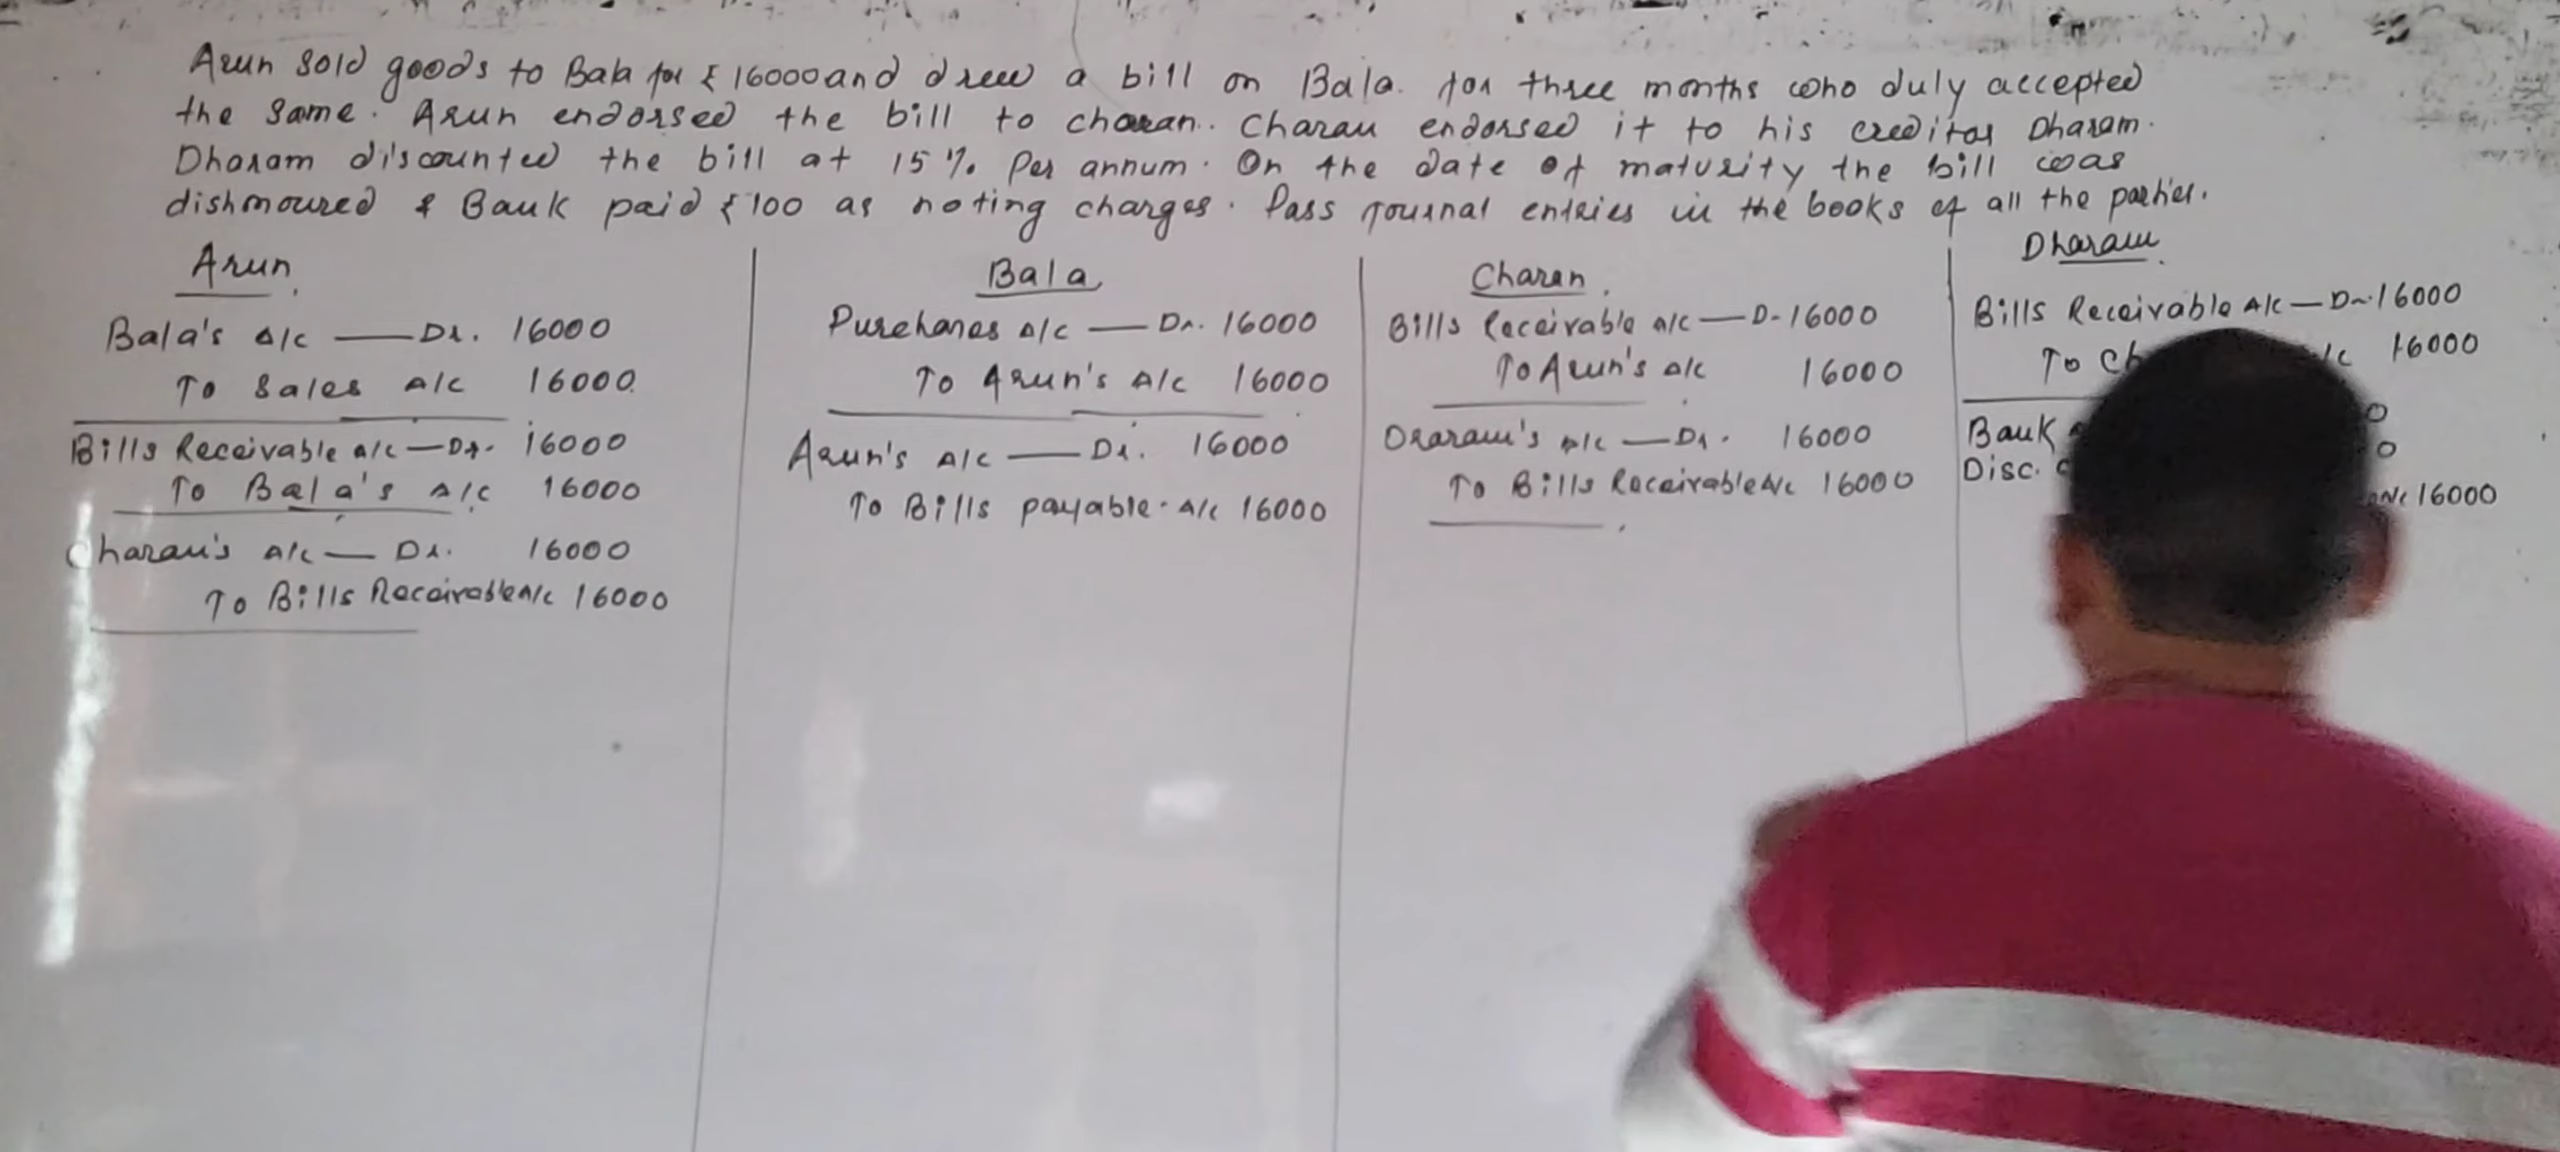 Arun sold goods to Bala for ₹ 16000 and drew a bill on Bala. for three months who duly accepted
the same. Arun endorsed the bill to charan. Charan endorsed it to his creditor Dharam.
Dharam discounted the bill at 15% Per annum. On the date of maturity the bill was
dishmoured & Bank paid ₹100 as noting charges. Pass journal entries in the books of all the parties.
Arun
Bala's A/c — Dr. 16000
To Sales A/c 16000
Bills Receivable A/c — Dr. 16000
To Bala's A/c 16000
Charan's A/c — Dr. 16000
To Bills Receivable A/c 16000
Bala
Purchases A/c — Dr. 16000
To Arun's A/c 16000
Arun's A/c — Dr. 16000
To Bills payable A/c 16000
Charan
Bills Receivable A/c — D- 16000
To Arun's A/c 16000
Dharam's A/c — Dr. 16000
To Bills Receivable A/c 16000
Dharam
Bills Receivable A/c — Dr. 16000
To 16000
Bank
Disc.
16000